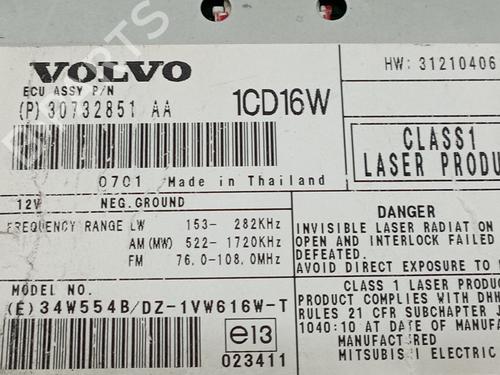 VOLVO
ECU ASSY P/N
(P) 30732851 AA
1CD16W
HW: 31210406
0701 Made in Thailand
CLASS1
LASER PRODU
12V NEG.GROUND
FREQUENCY RANGE LW 153- 282KHz
AM(MW) 522-1720KHz
FM 76.0-108.0MHz
MODEL NO.
(E)34W554B/DZ-1VW616W-T
e13
023411
DANGER
INVISIBLE LASER RADIAT ON
OPEN AND INTERLOCK FAILED
DEFEATED.
AVOID DIRECT EXPOSURE TO
CLASS 1 LASER PRODUC
PRODUCT COMPLIES WITH DHH
RULES 21 CFR SUBCHAPTER J
1040:10 AT DATE OF MANUFA
MANUFACTURED
MITSUBISHI ELECTRIC